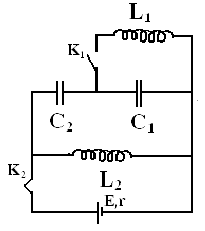 L₁
K₁
C₂ C₁
K₂
L₂
E,r